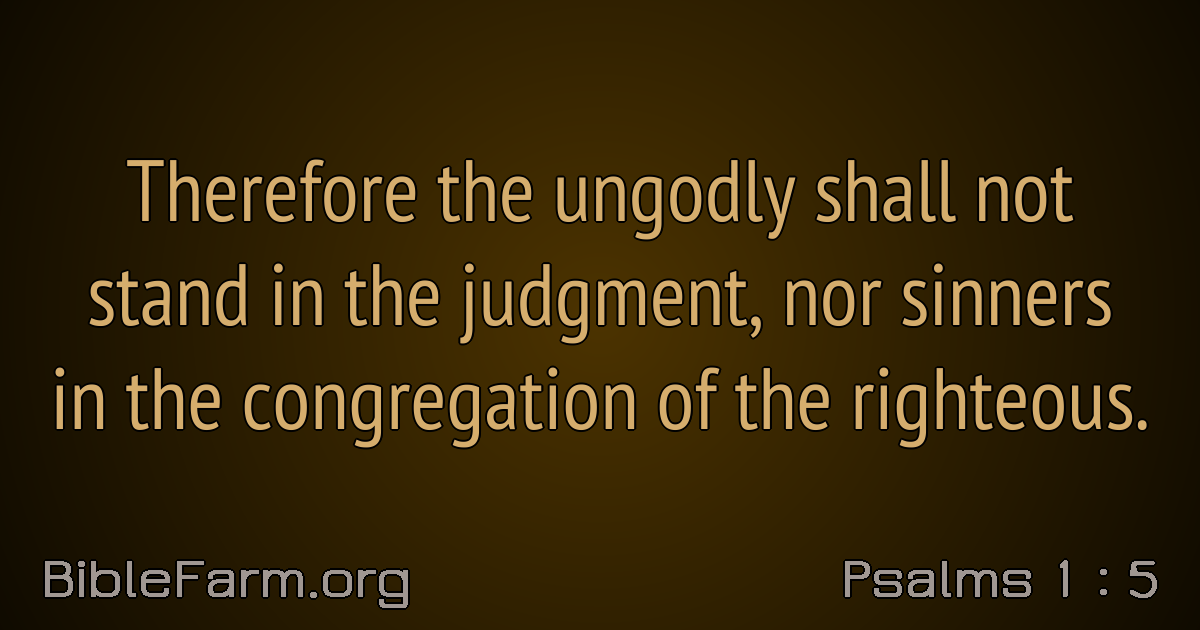 Therefore the ungodly shall not
stand in the judgment, nor sinners
in the congregation of the righteous.
BibleFarm.org
Psalms 1 : 5